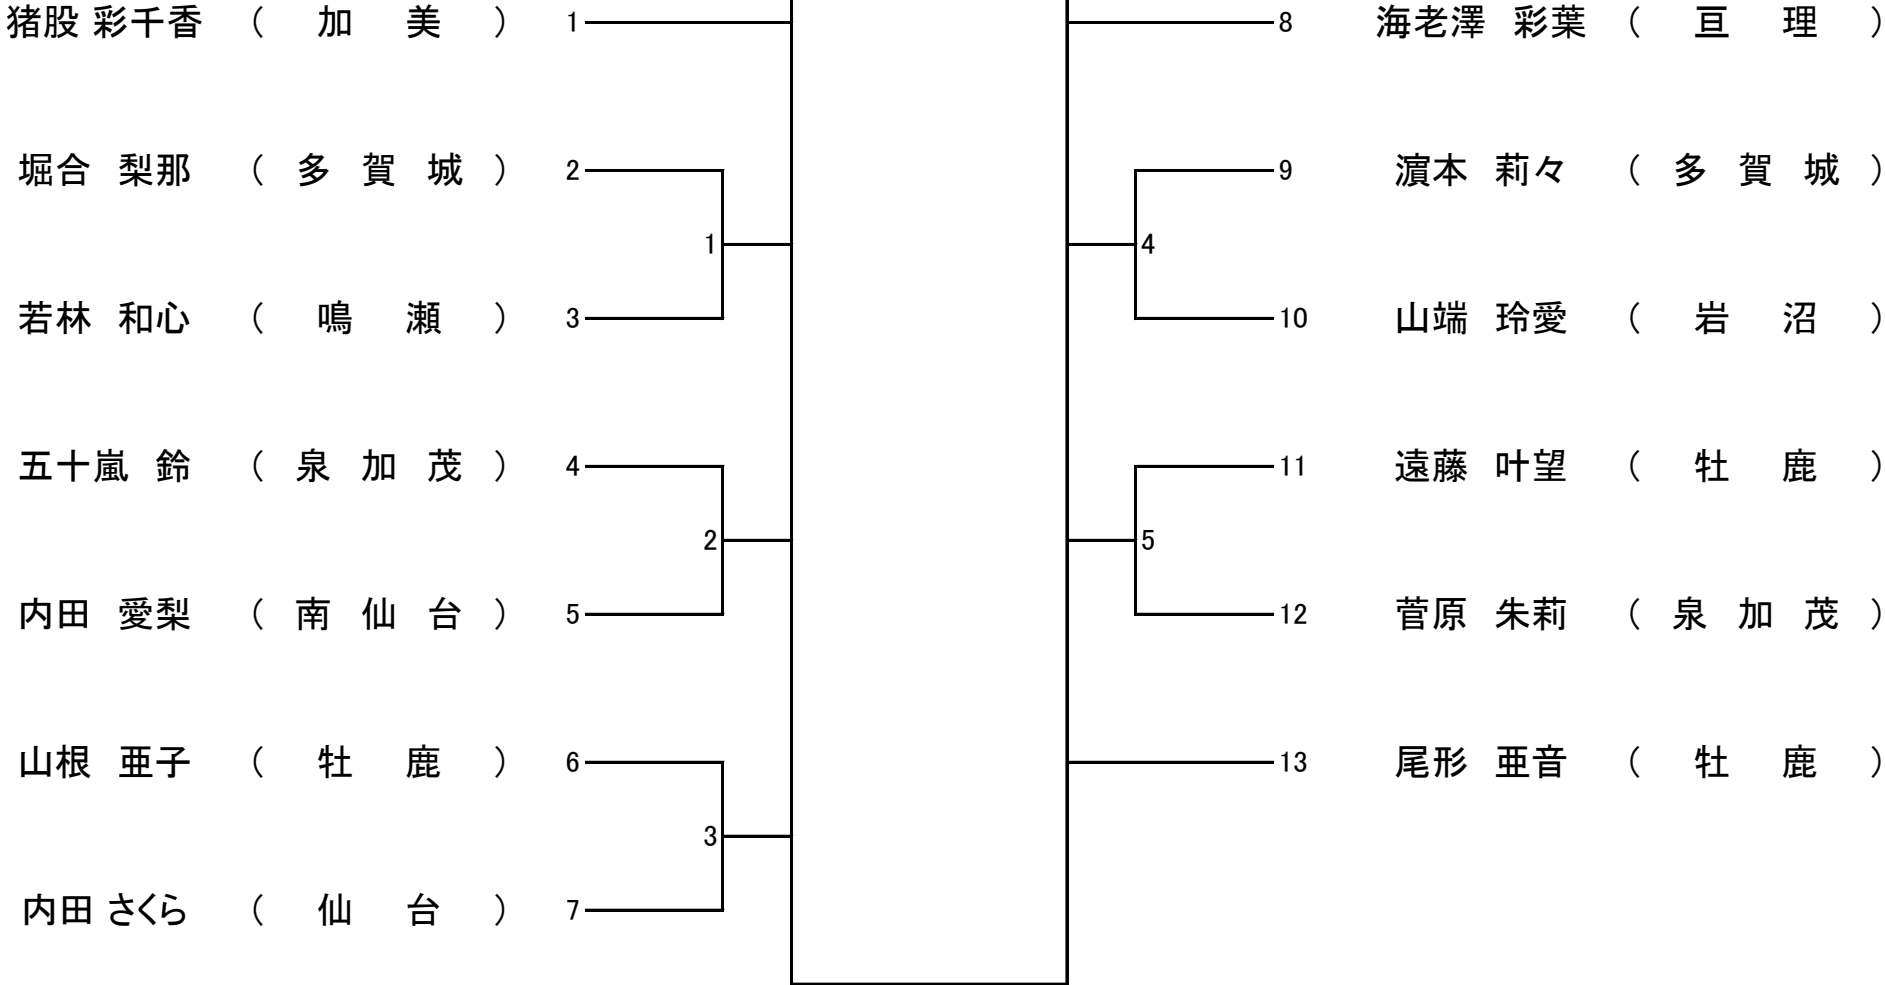 猪股 彩千香 （ 加 美 ） 1
堀合 梨那 （ 多 賀 城 ） 2
1
若林 和心 （ 鳴 瀬 ） 3
五十嵐 鈴 （ 泉 加 茂 ） 4
2
内田 愛梨 （ 南 仙 台 ） 5
山根 亜子 （ 牡 鹿 ） 6
3
内田 さくら （ 仙 台 ） 7
8 海老澤 彩葉 （ 亘 理 ）
9 濵本 莉々 （ 多 賀 城 ）
4
10 山端 玲愛 （ 岩 沼 ）
11 遠藤 叶望 （ 牡 鹿 ）
5
12 菅原 朱莉 （ 泉 加 茂 ）
13 尾形 亜音 （ 牡 鹿 ）